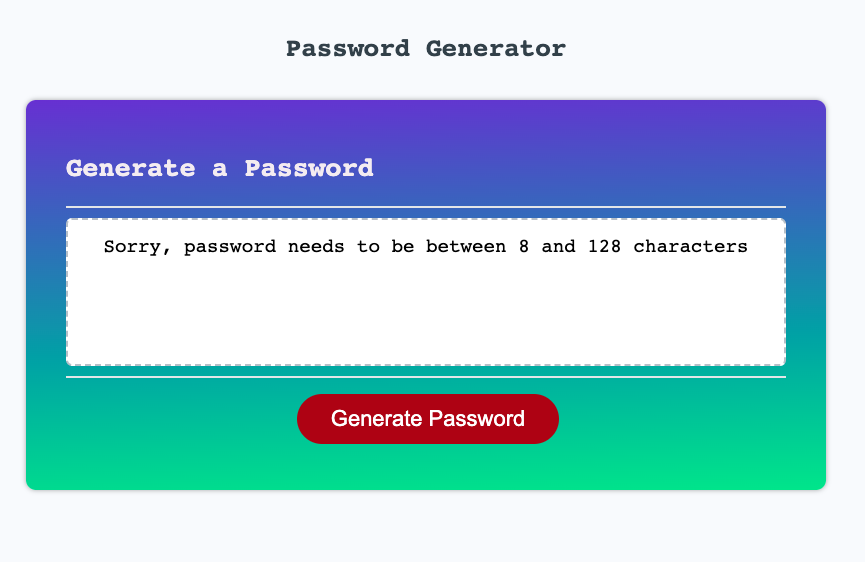 Password Generator
Generate a Password
Sorry, password needs to be between 8 and 128 characters
Generate Password